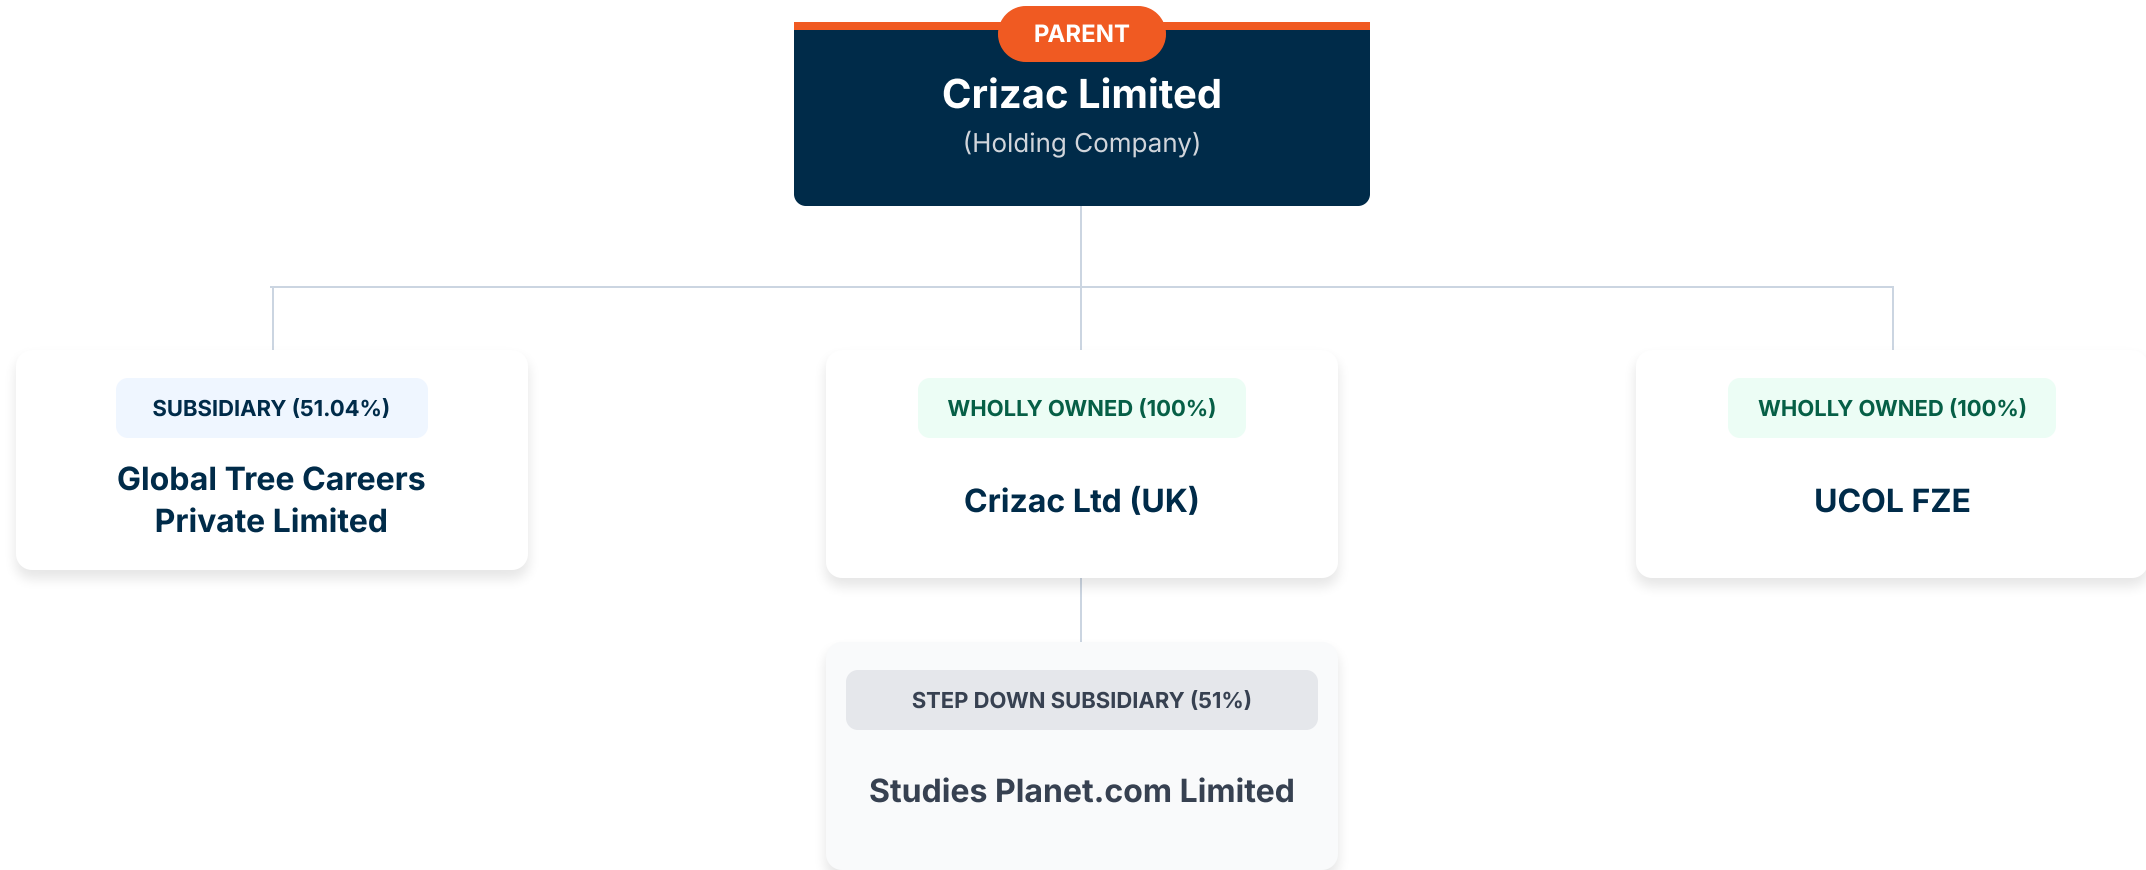 PARENT
Crizac Limited
(Holding Company)
SUBSIDIARY (51.04%)
Global Tree Careers
Private Limited
WHOLLY OWNED (100%)
Crizac Ltd (UK)
WHOLLY OWNED (100%)
UCOL FZE
STEP DOWN SUBSIDIARY (51%)
Studies Planet.com Limited